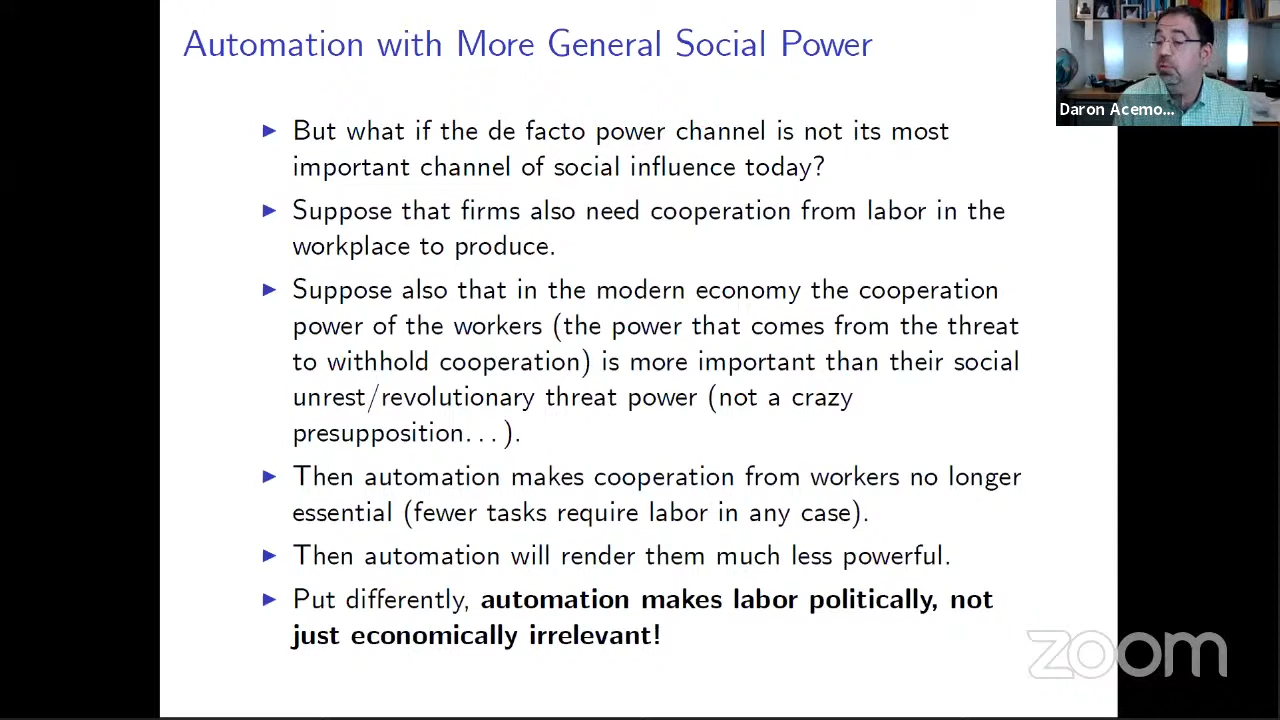 Automation with More General Social Power
Daron Acemo...
▶ But what if the de facto power channel is not its most
important channel of social influence today?
▶ Suppose that firms also need cooperation from labor in the
workplace to produce.
▶ Suppose also that in the modern economy the cooperation
power of the workers (the power that comes from the threat
to withhold cooperation) is more important than their social
unrest/revolutionary threat power (not a crazy
presupposition. . . ).
▶ Then automation makes cooperation from workers no longer
essential (fewer tasks require labor in any case).
▶ Then automation will render them much less powerful.
▶ Put differently, automation makes labor politically, not
just economically irrelevant!
zoom